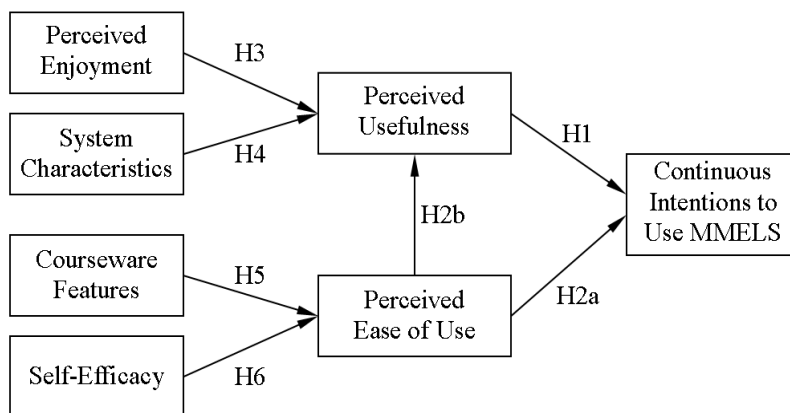 Perceived
Enjoyment
H3
System
Characteristics
H4
Perceived
Usefulness
H1
Continuous
Intentions to
Use MMELS
H2b
Courseware
Features
H5
Perceived
Ease of Use
H2a
Self-Efficacy
H6